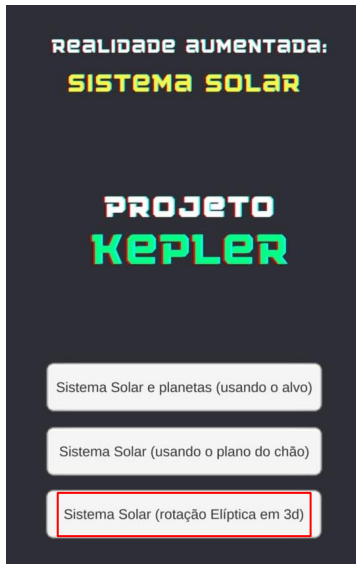 Realidade aumentada:
Sistema Solar
Projeto
Kepler
Sistema Solar e planetas (usando o alvo)
Sistema Solar (usando o plano do chão)
Sistema Solar (rotação Elíptica em 3d)